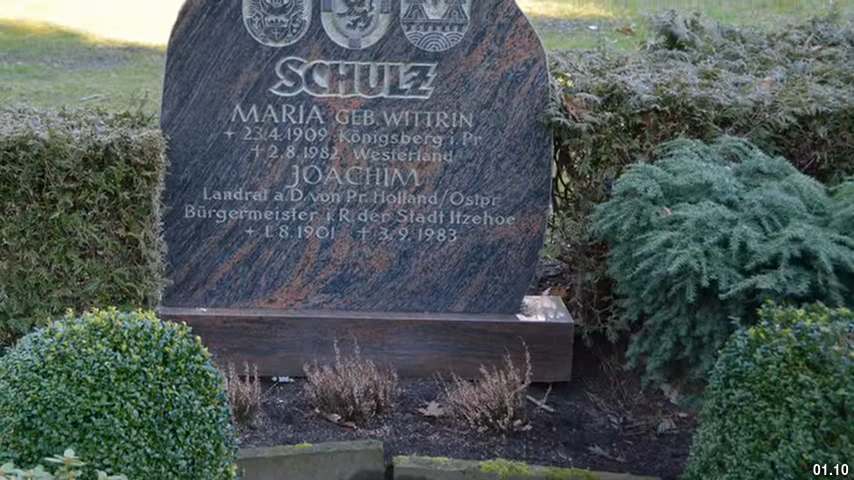 SCHULZ
MARIA GEB. WITTRIN
+ 23.4.1909 Königsberg i Pr
+ 2.8.1982 Westerland
JOACHIM
Landrat a.D. von Pr. Holland/Ostpr.
Bürgermeister i.R. der Stadt Itzehoe
+ 1.8.1901 + 3.9.1983
01.10